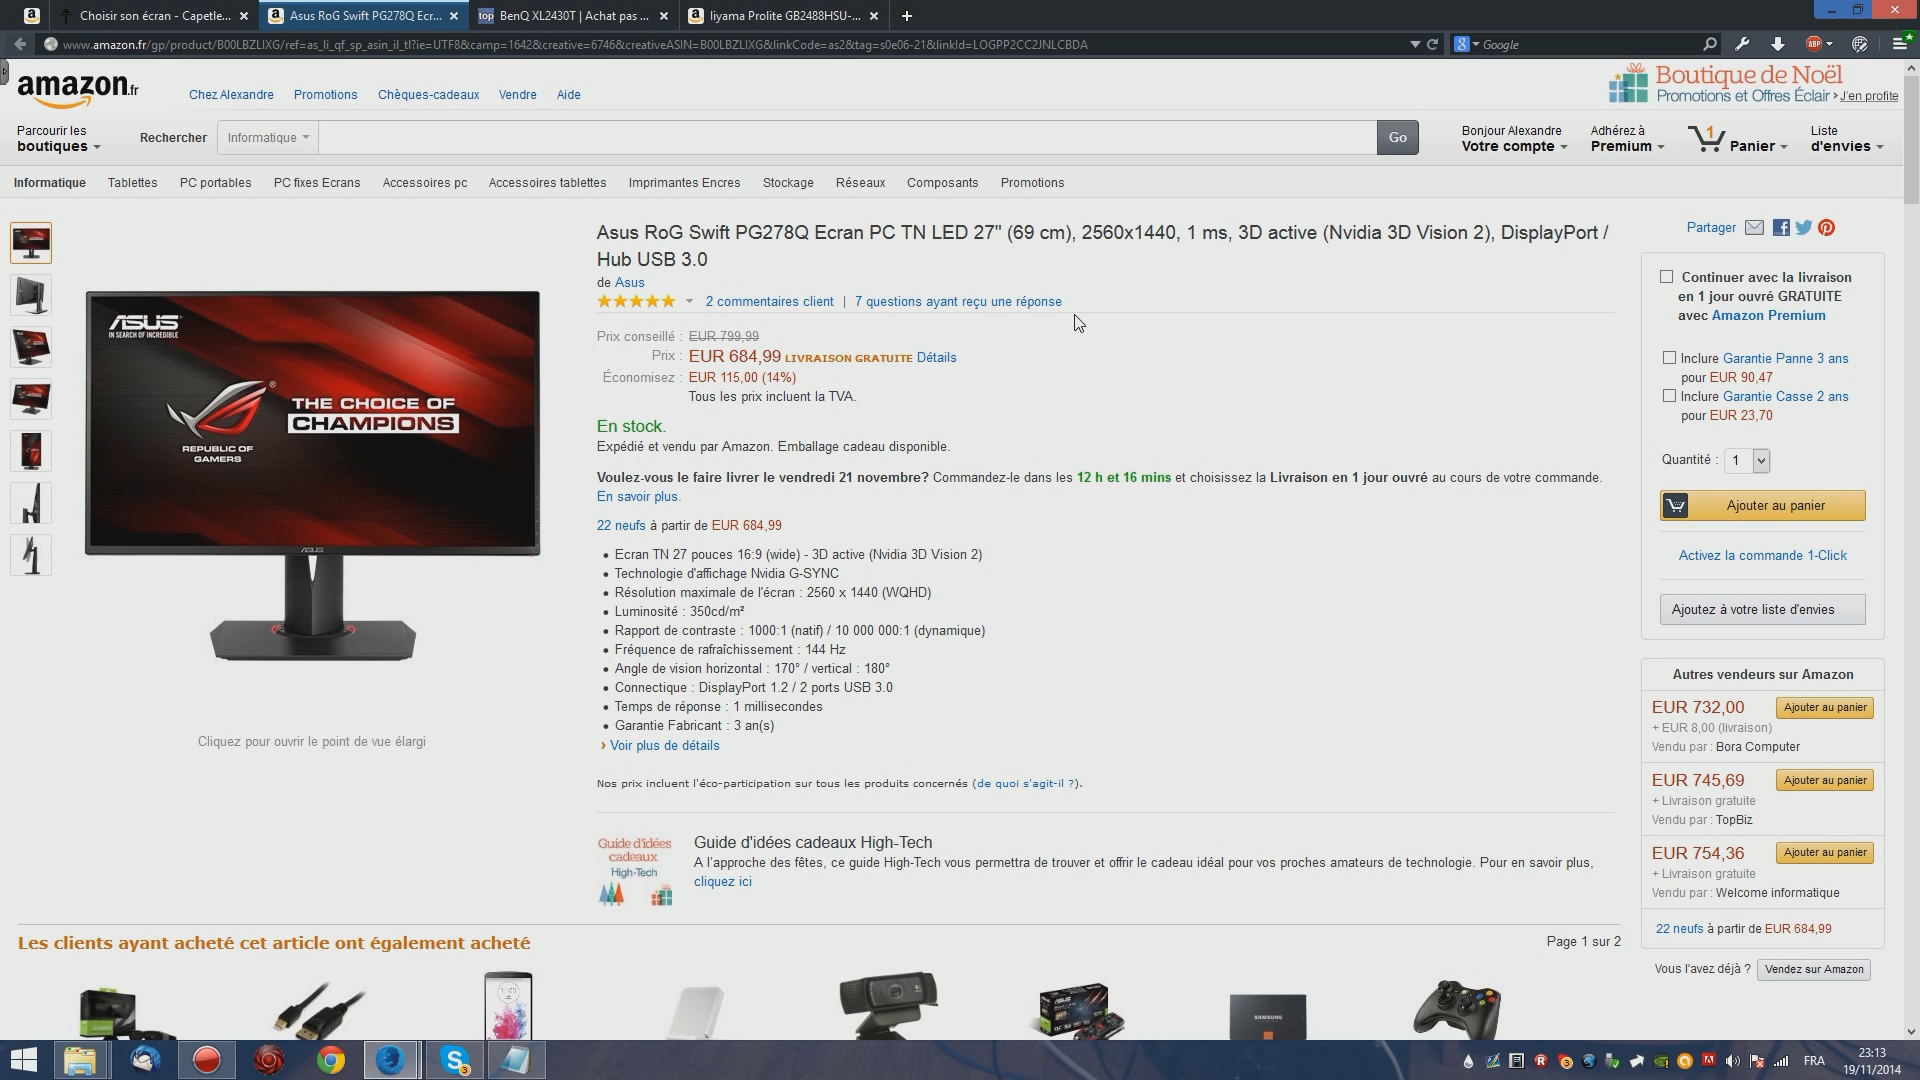 Choisir son écran - Capetle...
Asus RoG Swift PG278Q Ecr...
BenQ XL2430T | Achat pas ...
Iiyama Prolite GB2488HSU-...
www.amazon.fr/gp/product/B00LBZLIXG/ref=as_li_qf_sp_asin_il_tl?ie=UTF8&camp=1642&creative=6746&creativeASIN=B00LBZLIXG&linkCode=as2&tag=s0e06-21&linkId=LOGPP2CC2JNLCBDA
Google
ABP
amazon.fr
Chez Alexandre Promotions Chèques-cadeaux Vendre Aide
Boutique de Noël
Promotions et Offres Éclair › J'en profite
Parcourir les
boutiques
Rechercher
Informatique
Go
Bonjour Alexandre
Votre compte
Adhérez à
Premium
1
Panier
Liste
d'envies
Informatique Tablettes PC portables PC fixes Ecrans Accessoires pc Accessoires tablettes Imprimantes Encres Stockage Réseaux Composants Promotions
ASUS
IN SEARCH OF INCREDIBLE
REPUBLIC OF
GAMERS
THE CHOICE OF
CHAMPIONS
Cliquez pour ouvrir le point de vue élargi
Asus RoG Swift PG278Q Ecran PC TN LED 27" (69 cm), 2560x1440, 1 ms, 3D active (Nvidia 3D Vision 2), DisplayPort /
Hub USB 3.0
de Asus
2 commentaires client | 7 questions ayant reçu une réponse
Prix conseillé : EUR 799,99
Prix : EUR 684,99 LIVRAISON GRATUITE Détails
Économisez : EUR 115,00 (14%)
Tous les prix incluent la TVA.
En stock.
Expédié et vendu par Amazon. Emballage cadeau disponible.
Voulez-vous le faire livrer le vendredi 21 novembre? Commandez-le dans les 12 h et 16 mins et choisissez la Livraison en 1 jour ouvré au cours de votre commande.
En savoir plus.
22 neufs à partir de EUR 684,99
• Ecran TN 27 pouces 16:9 (wide) - 3D active (Nvidia 3D Vision 2)
• Technologie d'affichage Nvidia G-SYNC
• Résolution maximale de l'écran : 2560 x 1440 (WQHD)
• Luminosité : 350cd/m²
• Rapport de contraste : 1000:1 (natif) / 10 000 000:1 (dynamique)
• Fréquence de rafraîchissement : 144 Hz
• Angle de vision horizontal : 170° / vertical : 180°
• Connectique : DisplayPort 1.2 / 2 ports USB 3.0
• Temps de réponse : 1 millisecondes
• Garantie Fabricant : 3 an(s)
› Voir plus de détails
Nos prix incluent l'éco-participation sur tous les produits concernés (de quoi s'agit-il ?).
Guide d'idées
cadeaux
High-Tech
Guide d'idées cadeaux High-Tech
A l'approche des fêtes, ce guide High-Tech vous permettra de trouver et offrir le cadeau idéal pour vos proches amateurs de technologie. Pour en savoir plus,
cliquez ici
Partager
Continuer avec la livraison
en 1 jour ouvré GRATUITE
avec Amazon Premium
Inclure Garantie Panne 3 ans
pour EUR 90,47
Inclure Garantie Casse 2 ans
pour EUR 23,70
Quantité : 1
Ajouter au panier
Activez la commande 1-Click
Ajoutez à votre liste d'envies
Autres vendeurs sur Amazon
EUR 732,00 Ajouter au panier
+ EUR 8,00 (livraison)
Vendu par : Bora Computer
EUR 745,69 Ajouter au panier
+ Livraison gratuite
Vendu par : TopBiz
EUR 754,36 Ajouter au panier
+ Livraison gratuite
Vendu par : Welcome informatique
22 neufs à partir de EUR 684,99
Vous l'avez déjà ? Vendez sur Amazon
Les clients ayant acheté cet article ont également acheté
Page 1 sur 2
SAMSUNG
FRA
23:13
19/11/2014